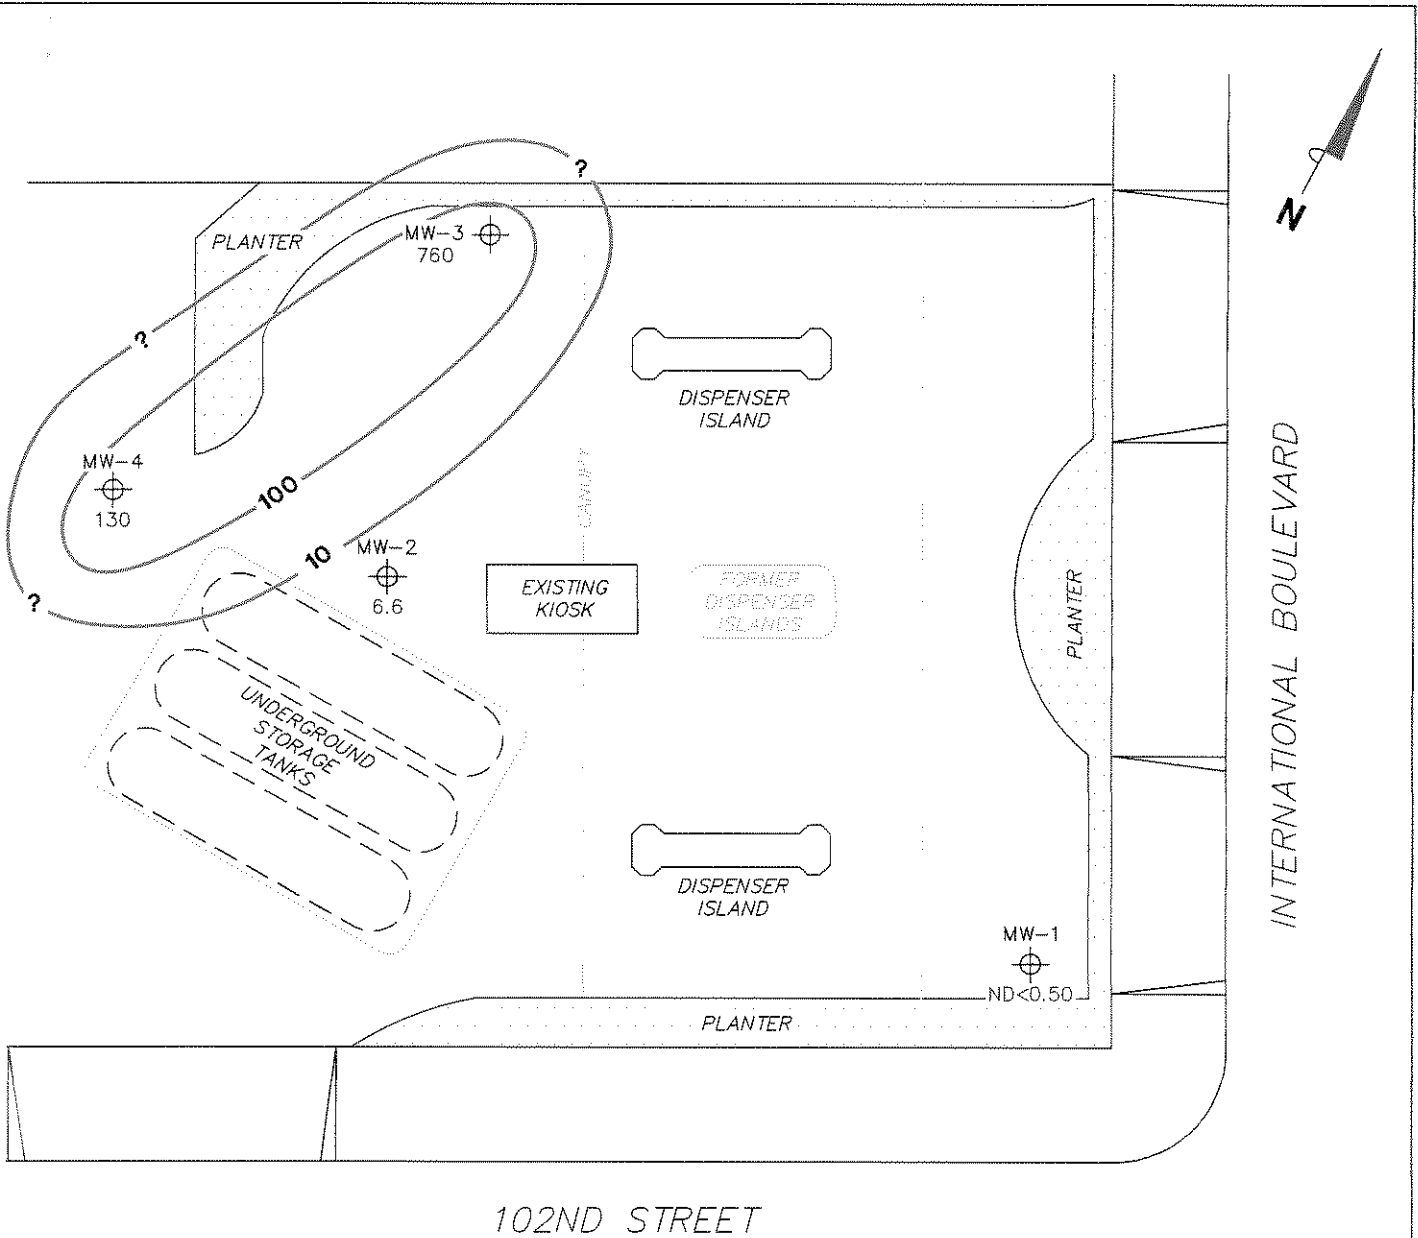 ?
N
PLANTER
MW-3
760
?
DISPENSER
ISLAND
MW-4
130
100
10
MW-2
6.6
?
CANOPY
EXISTING
KIOSK
FORMER
DISPENSER
ISLANDS
PLANTER
INTERNATIONAL BOULEVARD
UNDERGROUND
STORAGE
TANKS
DISPENSER
ISLAND
MW-1
ND<0.50
PLANTER
102ND STREET